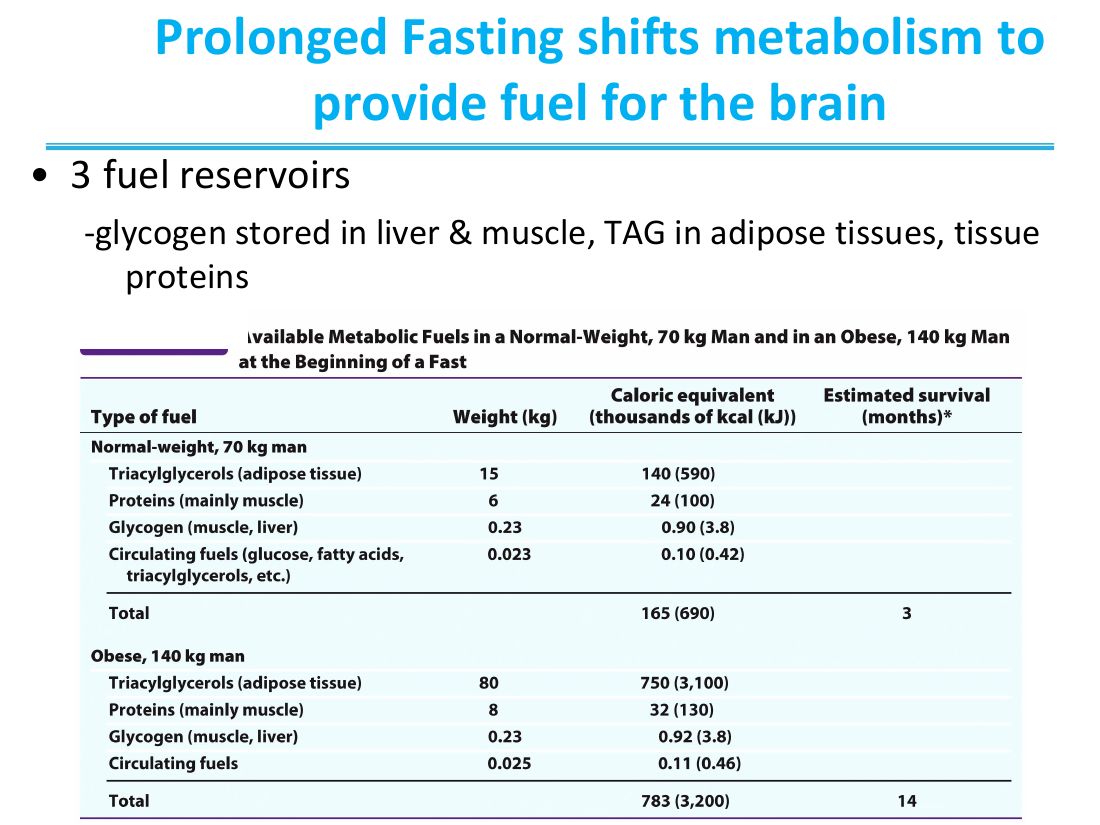 Prolonged Fasting shifts metabolism to
provide fuel for the brain
• 3 fuel reservoirs
-glycogen stored in liver & muscle, TAG in adipose tissues, tissue
proteins
vailable Metabolic Fuels in a Normal-Weight, 70 kg Man and in an Obese, 140 kg Man
at the Beginning of a Fast
Type of fuel Weight (kg) Caloric equivalent (thousands of kcal (kJ)) Estimated survival (months)*
Normal-weight, 70 kg man
Triacylglycerols (adipose tissue) 15 140 (590)
Proteins (mainly muscle) 6 24 (100)
Glycogen (muscle, liver) 0.23 0.90 (3.8)
Circulating fuels (glucose, fatty acids, 0.023 0.10 (0.42)
triacylglycerols, etc.)
Total 165 (690) 3
Obese, 140 kg man
Triacylglycerols (adipose tissue) 80 750 (3,100)
Proteins (mainly muscle) 8 32 (130)
Glycogen (muscle, liver) 0.23 0.92 (3.8)
Circulating fuels 0.025 0.11 (0.46)
Total 783 (3,200) 14